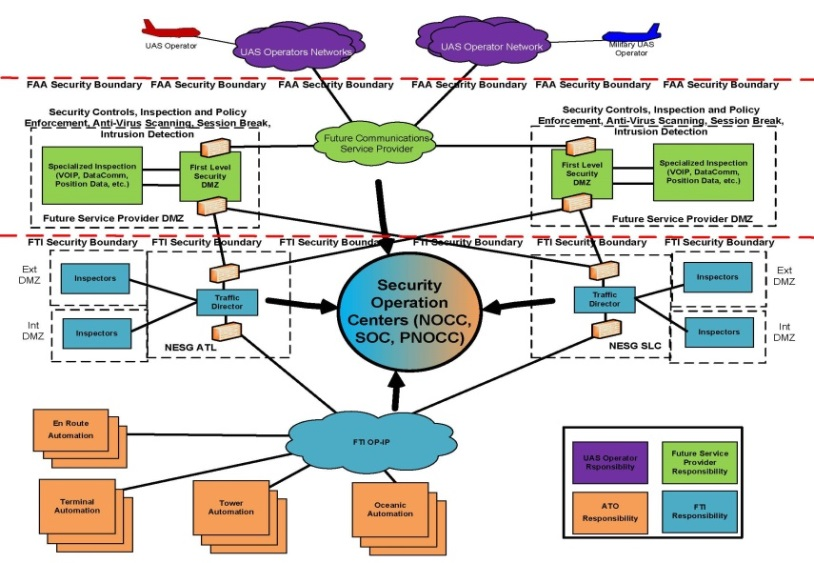 UAS Operator
UAS Operators Networks
UAS Operator Network
Military UAS
Operator
FAA Security Boundary FAA Security Boundary FAA Security Boundary FAA Security Boundary FAA Security Boundary FAA Security Boundary
Security Controls, Inspection and Policy
Enforcement, Anti-Virus Scanning, Session Break,
Intrusion Detection
Specialized Inspection
(VOIP, DataComm,
Position Data, etc.)
First Level
Security
DMZ
Future Service Provider DMZ
Future Communications
Service Provider
Security Controls, Inspection and Policy
Enforcement, Anti-Virus Scanning, Session Break,
Intrusion Detection
First Level
Security
DMZ
Specialized Inspection
(VOIP, DataComm,
Position Data, etc.)
Future Service Provider DMZ
FTI Security Boundary FTI Security Boundary FTI Security Boundary FTI Security Boundary FTI Security Boundary FTI Security Boundary
Ext
DMZ
Inspectors
Int
DMZ
Inspectors
Traffic
Director
NESG ATL
Security
Operation
Centers (NOCC,
SOC, PNOCC)
Traffic
Director
NESG SLC
Inspectors
Ext
DMZ
Inspectors
Int
DMZ
En Route
Automation
FTI OP-IP
Terminal
Automation
Tower
Automation
Oceanic
Automation
UAS Operator
Rsponsibility
Future Service
Provider
Responsibility
ATO
Responsibility
FTI
Responsibility